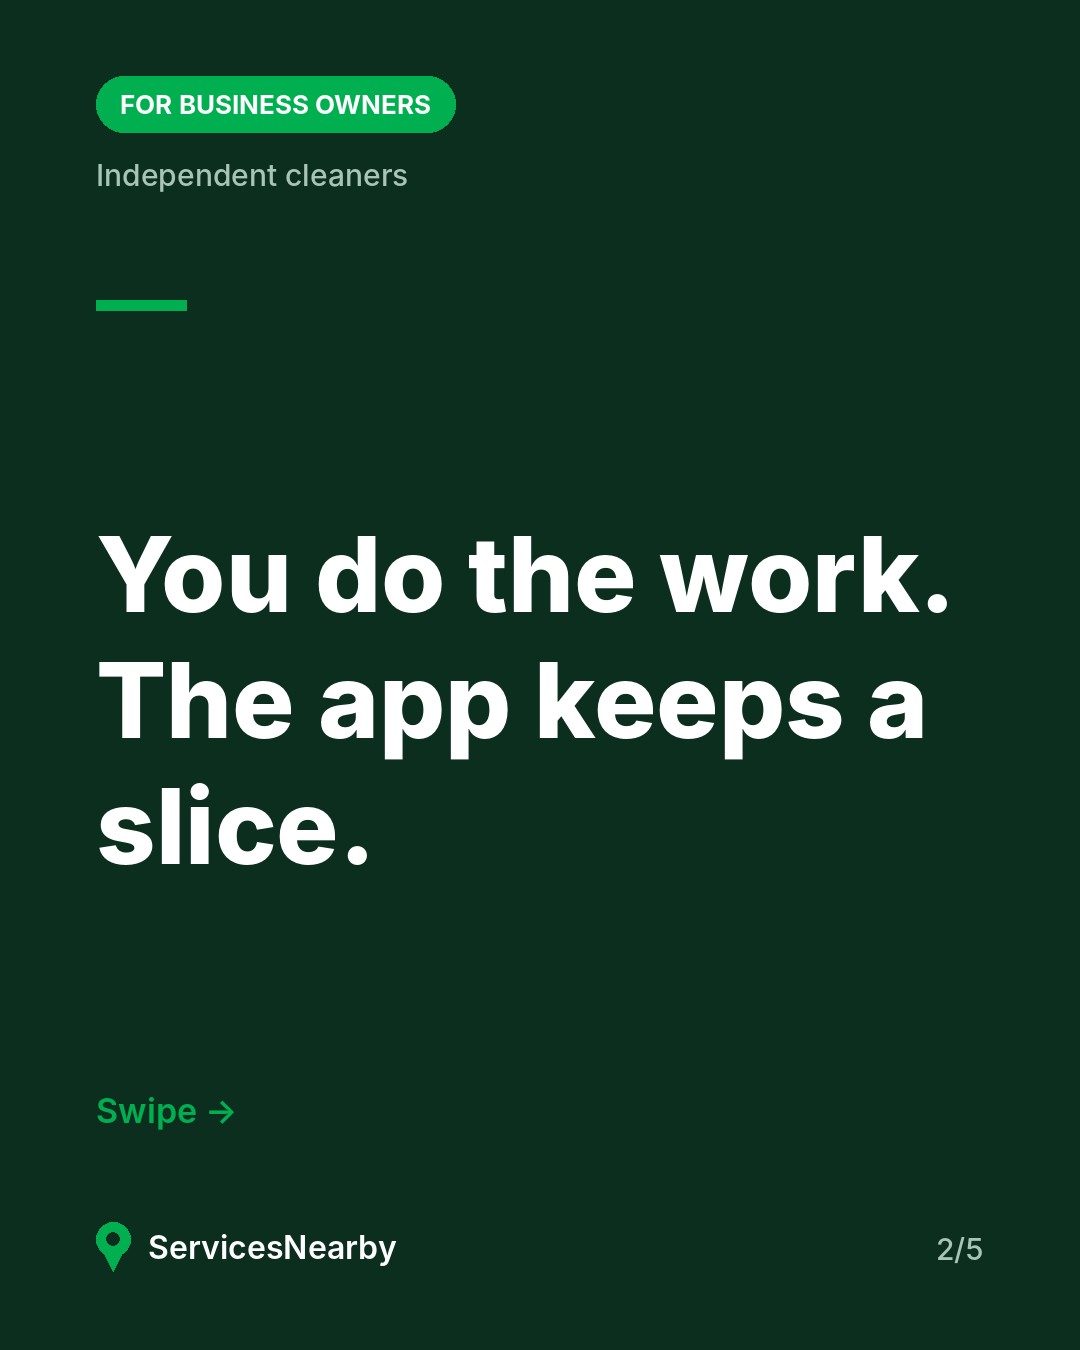 FOR BUSINESS OWNERS
Independent cleaners
You do the work.
The app keeps a
slice.
Swipe →
ServicesNearby
2/5